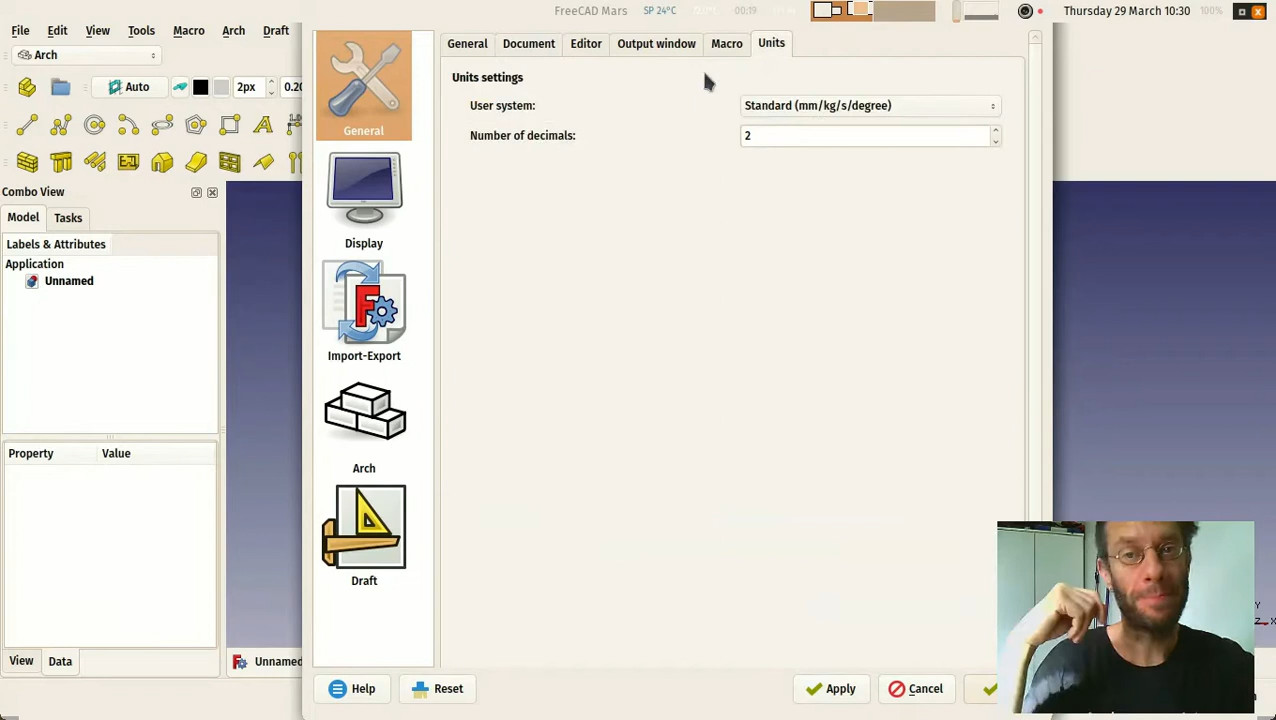 FreeCAD Mars
SP 24°C
00:19
Thursday 29 March 10:30
100%
File Edit View Tools Macro Arch Draft
Arch
Auto
2px
0.20
Combo View
Model Tasks
Labels & Attributes
Application
Unnamed
Property Value
View Data
Unnamed
General
Display
Import-Export
Arch
Draft
General Document Editor Output window Macro Units
Units settings
User system: Standard (mm/kg/s/degree)
Number of decimals: 2
Help Reset Apply Cancel
Y
Z X